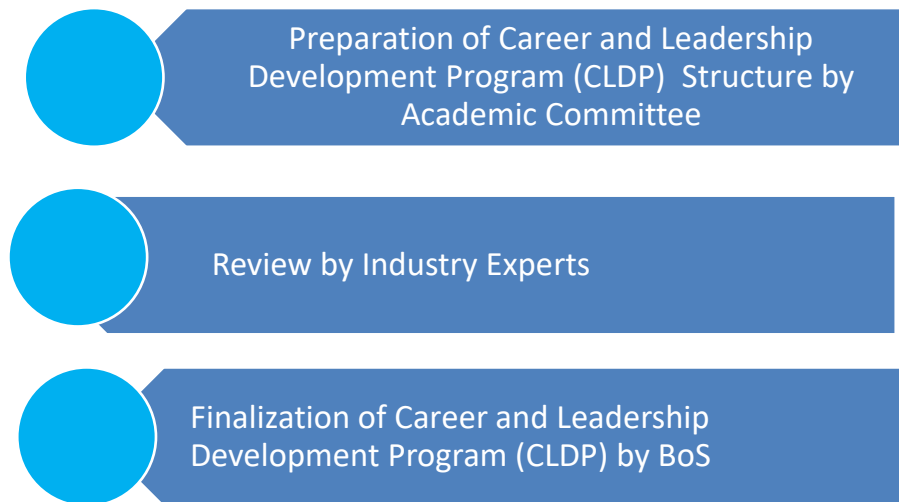 Preparation of Career and Leadership
Development Program (CLDP)  Structure by
Academic Committee
Review by Industry Experts
Finalization of Career and Leadership
Development Program (CLDP) by BoS